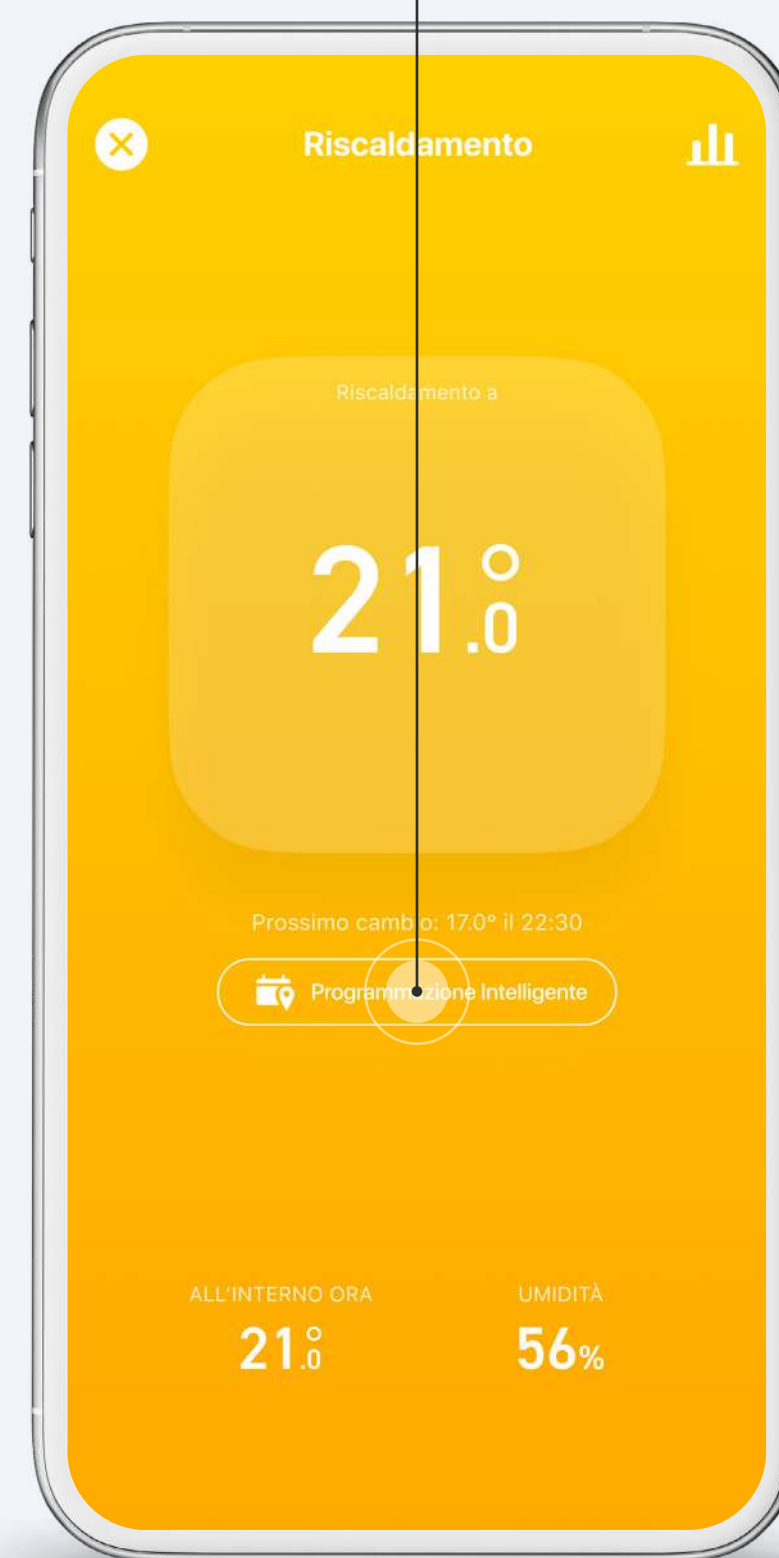 Riscaldamento
Riscaldamento a
21.0°
Prossimo cambio: 17.0° il 22:30
Programmazione Intelligente
ALL'INTERNO ORA
21.0°
UMIDITÀ
56%